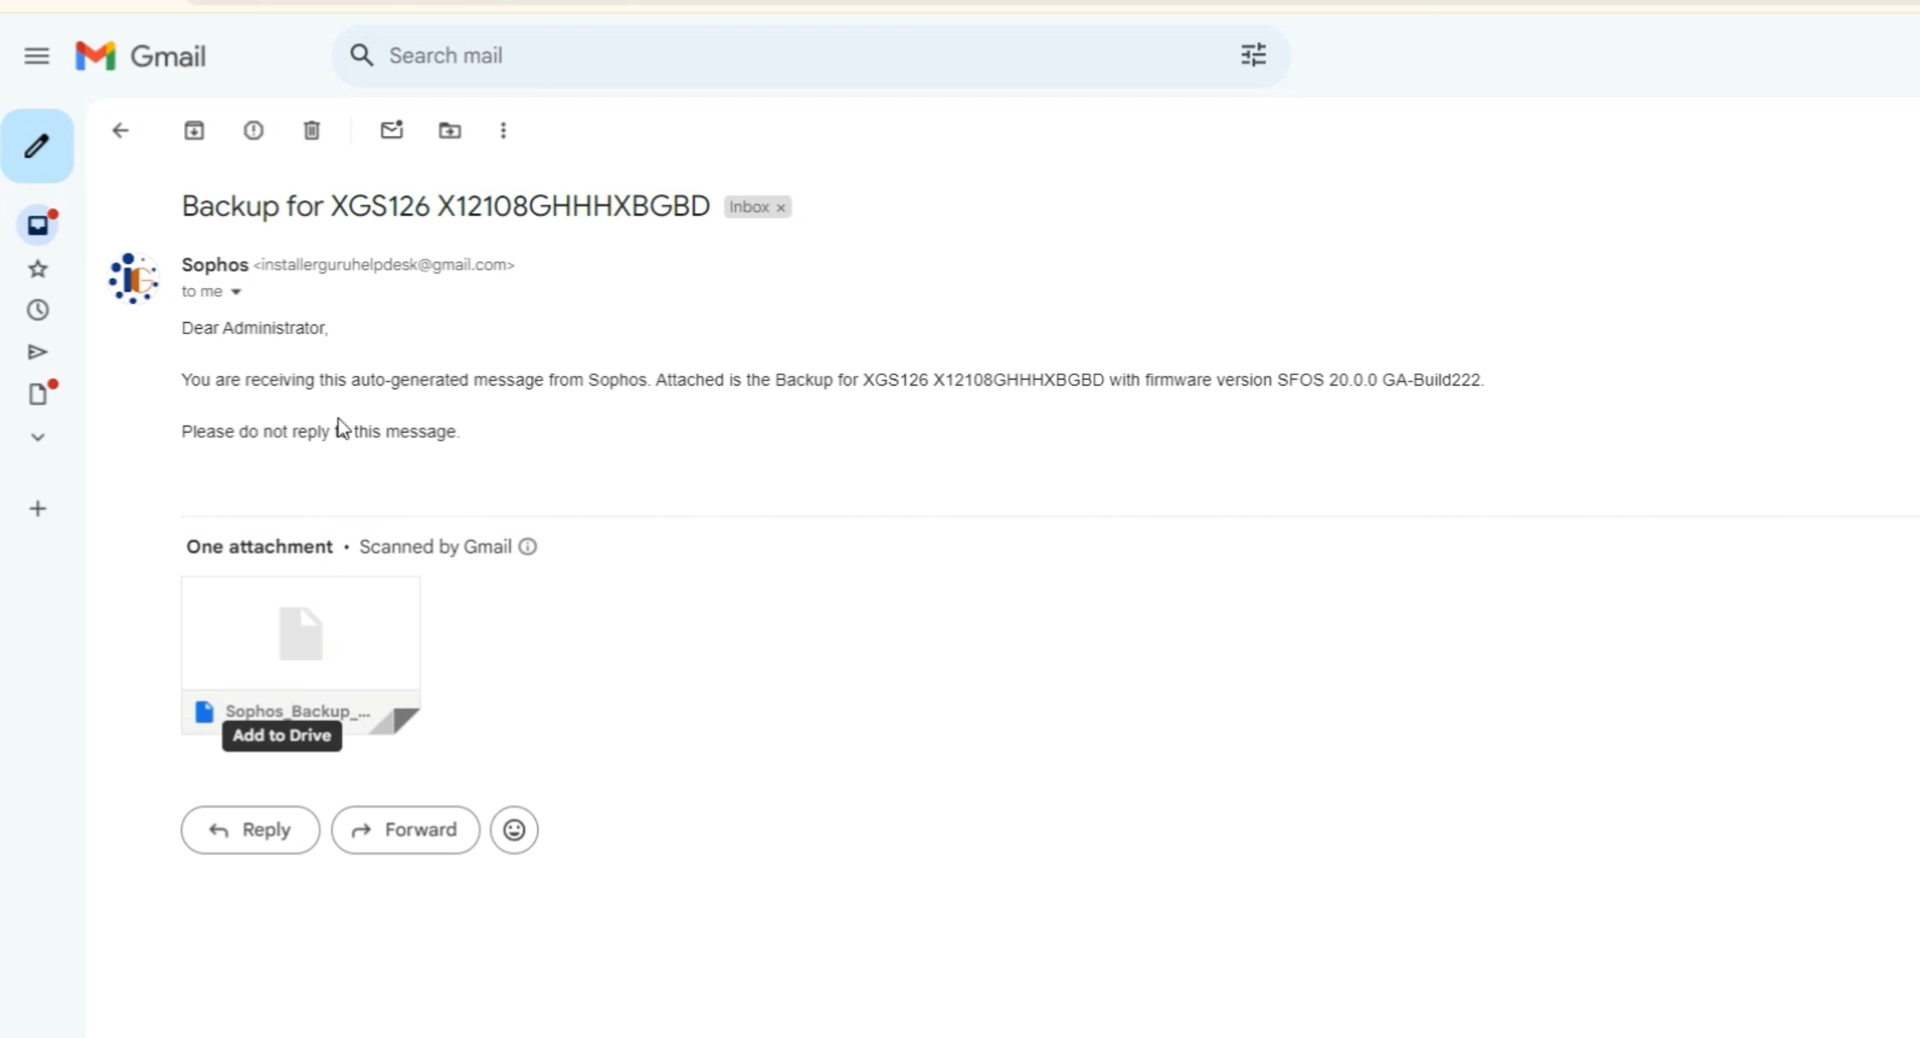 Gmail
Search mail
Backup for XGS126 X12108GHHHXBGBD Inbox ×
Sophos <installerguruhelpdesk@gmail.com>
to me
Dear Administrator,
You are receiving this auto-generated message from Sophos. Attached is the Backup for XGS126 X12108GHHHXBGBD with firmware version SFOS 20.0.0 GA-Build222.
Please do not reply this message.
One attachment • Scanned by Gmail
Sophos_Backup_...
Add to Drive
Reply Forward